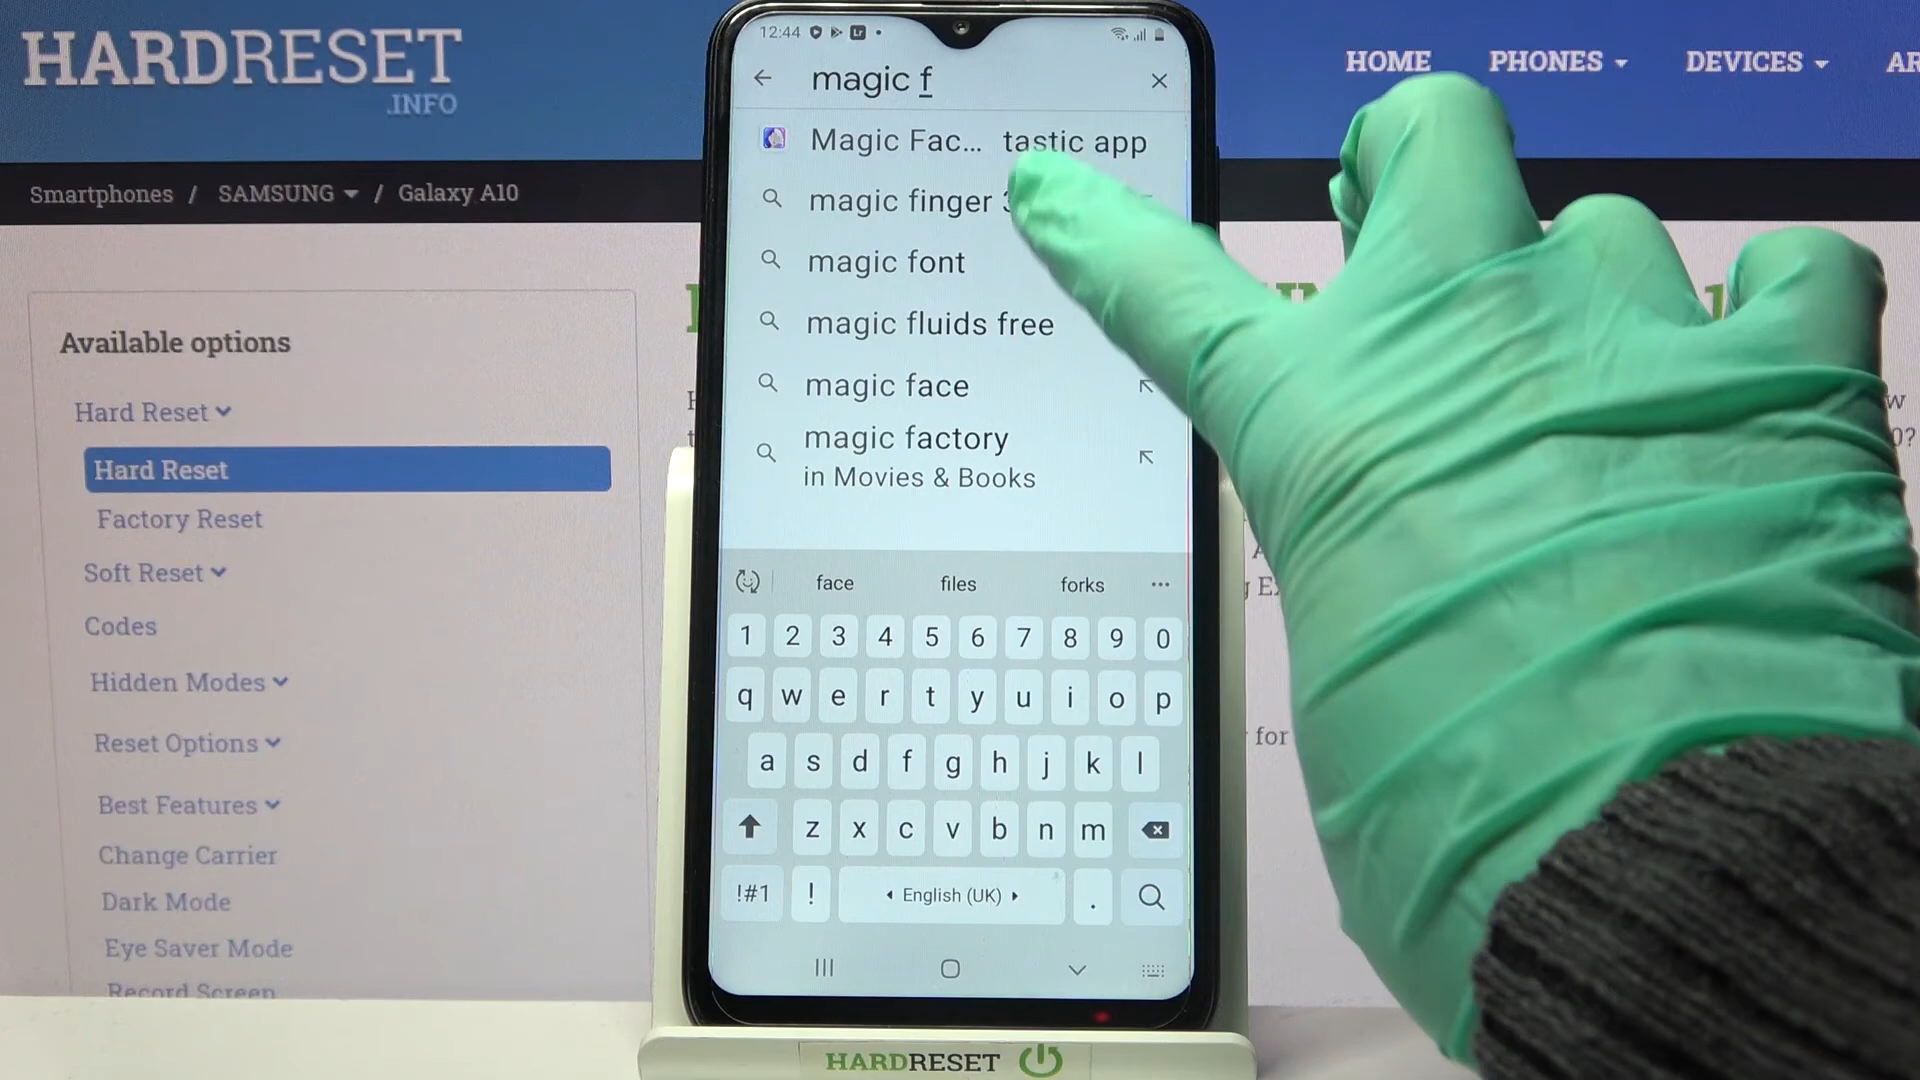 HARDRESET
.INFO
HOME
PHONES
DEVICES
Smartphones / SAMSUNG / Galaxy A10
Available options
Hard Reset
Hard Reset
Factory Reset
Soft Reset
Codes
Hidden Modes
Reset Options
Best Features
Change Carrier
Dark Mode
Eye Saver Mode
Record Screen
12:44
magic f
Magic Fac... tastic app
magic finger
magic font
magic fluids free
magic face
magic factory
in Movies & Books
face files forks
1 2 3 4 5 6 7 8 9 0
q w e r t y u i o p
a s d f g h j k l
z x c v b n m
!#1 ! English (UK) .
for
HARDRESET